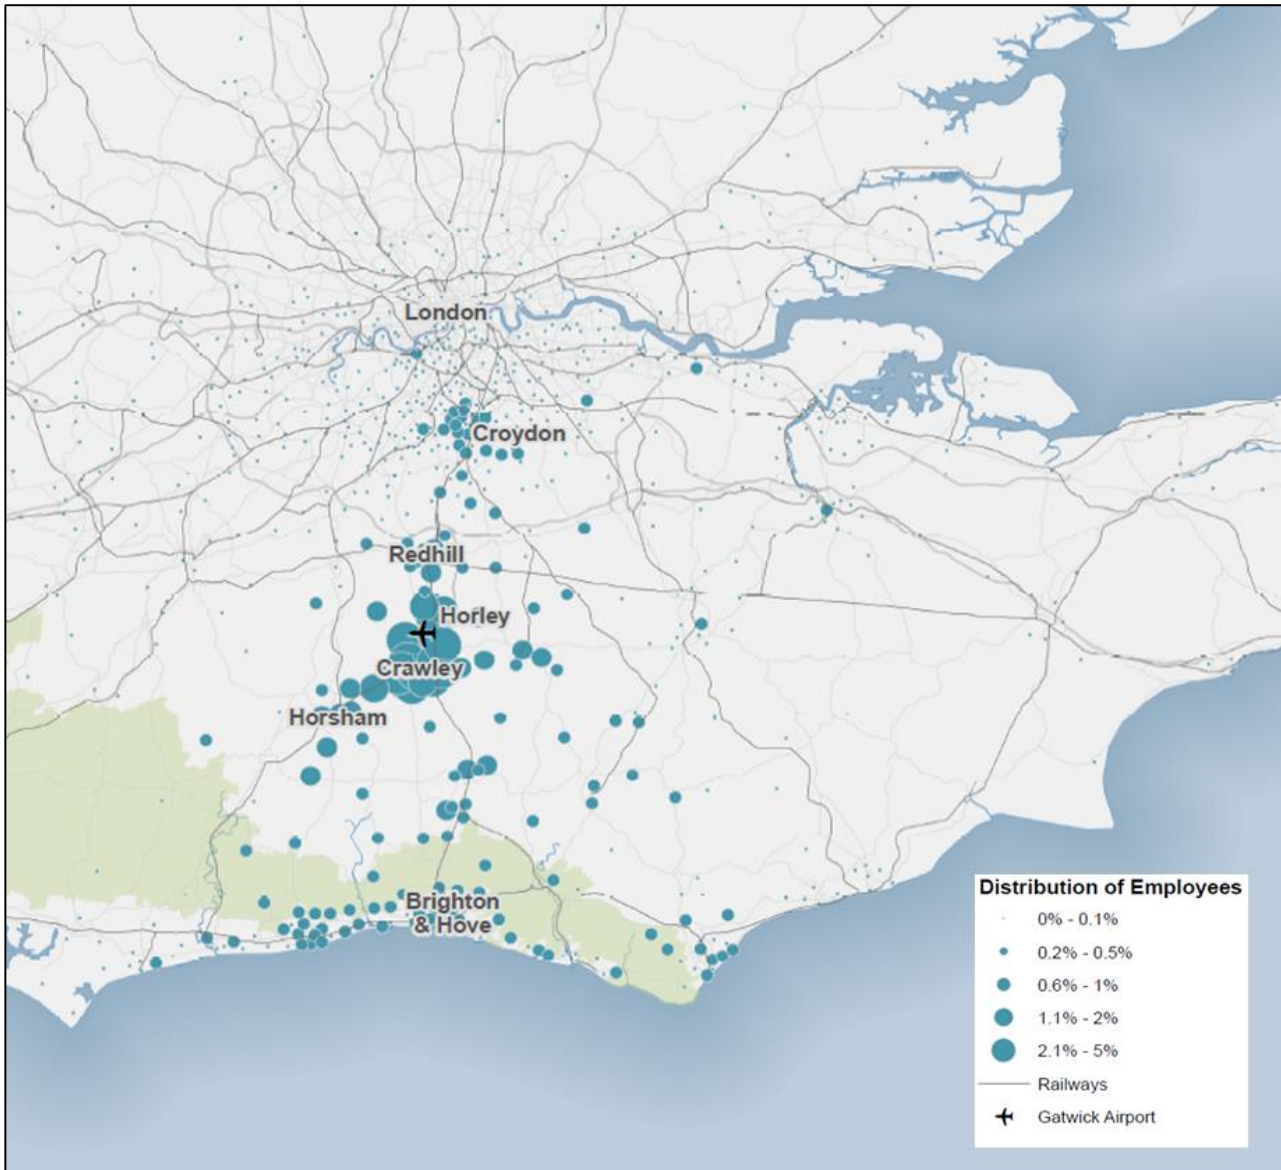 London
Croydon
Redhill
Horley
Crawley
Horsham
Brighton
& Hove
Distribution of Employees
0% - 0.1%
0.2% - 0.5%
0.6% - 1%
1.1% - 2%
2.1% - 5%
Railways
Gatwick Airport